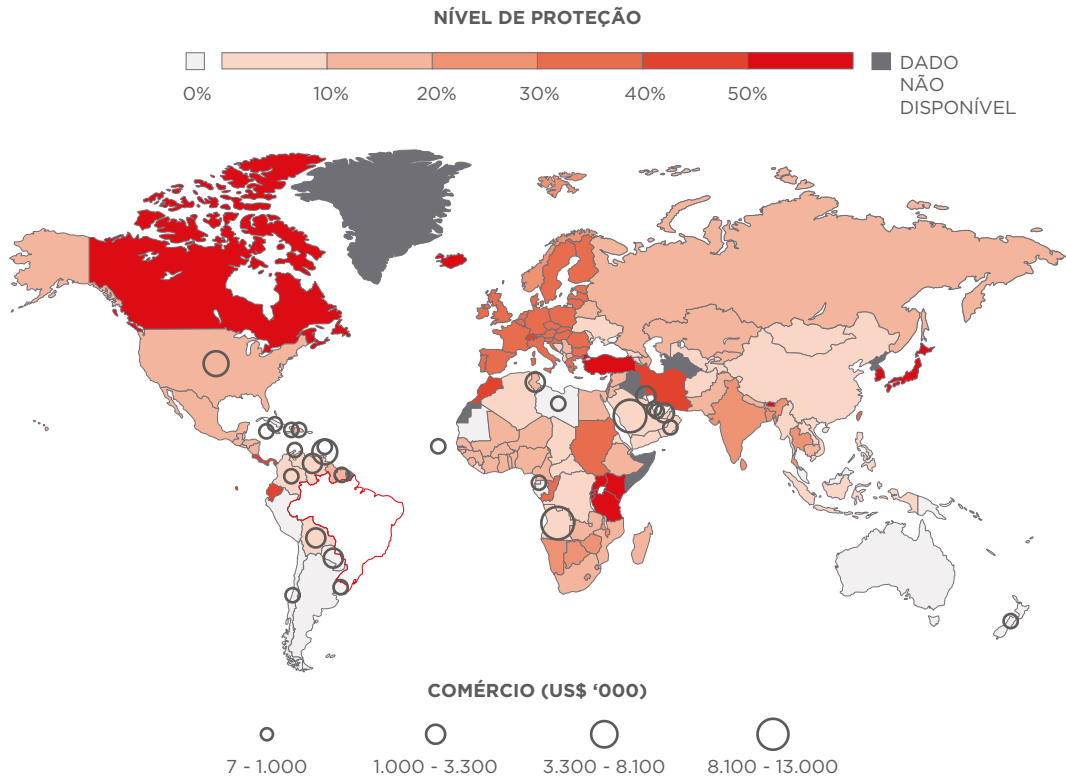 NÍVEL DE PROTEÇÃO
0%
10%
20%
30%
40%
50%
DADO
NÃO
DISPONÍVEL
COMÉRCIO (US$ ‘000)
7 - 1.000
1.000 - 3.300
3.300 - 8.100
8.100 - 13.000